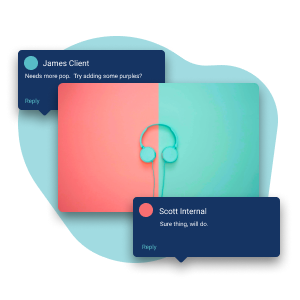 James Client
Needs more pop. Try adding some purples?
Reply
Scott Internal
Sure thing, will do.
Reply